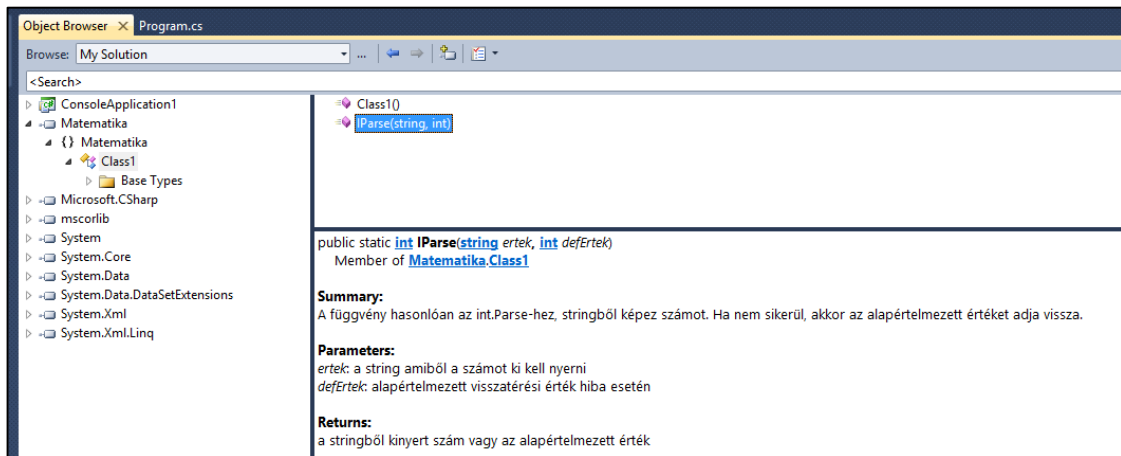 Object Browser Program.cs
Browse: My Solution ...
<Search>
ConsoleApplication1
Matematika
{} Matematika
Class1
Base Types
Microsoft.CSharp
mscorlib
System
System.Core
System.Data
System.Data.DataSetExtensions
System.Xml
System.Xml.Linq
Class1()
IParse(string, int)
public static int IParse(string ertek, int defErtek)
Member of Matematika.Class1
Summary:
A függvény hasonlóan az int.Parse-hez, stringből képez számot. Ha nem sikerül, akkor az alapértelmezett értéket adja vissza.
Parameters:
ertek: a string amiből a számot ki kell nyerni
defErtek: alapértelmezett visszatérési érték hiba esetén
Returns:
a stringből kinyert szám vagy az alapértelmezett érték